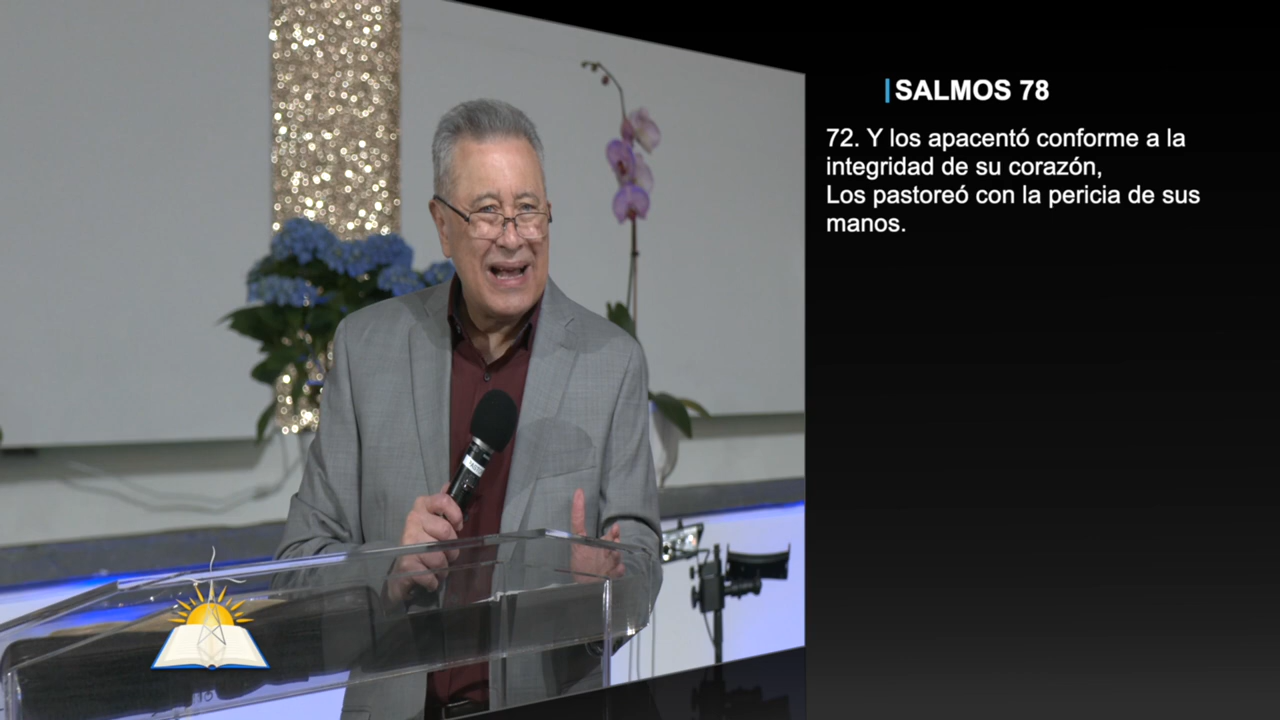 SALMOS 78
72. Y los apacentó conforme a la
integridad de su corazón,
Los pastoreó con la pericia de sus
manos.